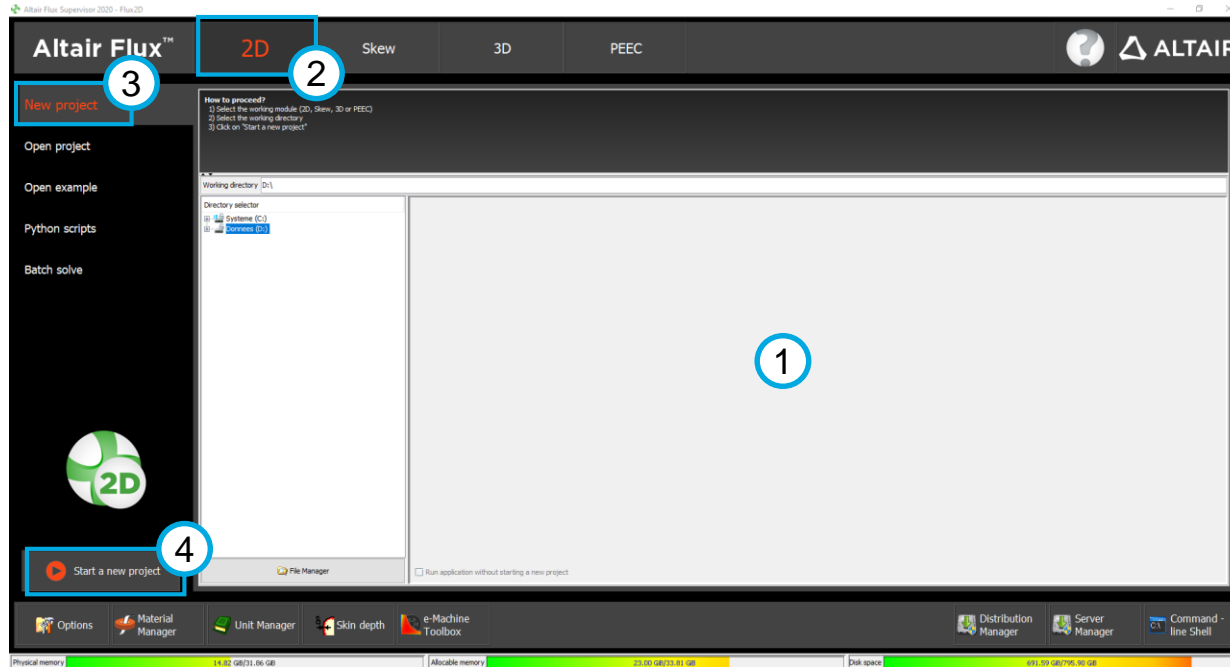 Altair Flux Supervisor 2020 - Flux2D
Altair Flux™
2D
Skew
3D
PEEC
ALTAIR
2
3
New project
Open project
Open example
Python scripts
Batch solve
How to proceed?
1) Select the working module (2D, Skew, 3D or PEEC)
2) Select the working directory
3) Click on "Start a new project"
Working directory D:\
Directory selector
Systeme (C:)
Donnees (D:)
1
2D
4
Start a new project
File Manager
Run application without starting a new project
Options
Material
Manager
Unit Manager
Skin depth
e-Machine
Toolbox
Distribution
Manager
Server
Manager
C:\
Command -
line Shell
Physical memory
14.82 GB/31.86 GB
Allocable memory
23.00 GB/33.81 GB
Disk space
691.59 GB/795.90 GB